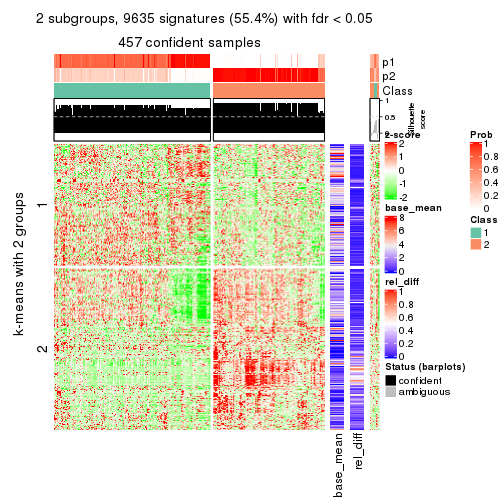 2 subgroups, 9635 signatures (55.4%) with fdr < 0.05
457 confident samples
p1
p2
Class
1
0.5
Silhouette
score
k-means with 2 groups
1
2
base_mean
rel_diff
z-score
2
1
0
-1
-2
base_mean
8
6
4
2
0
rel_diff
1
0.8
0.6
0.4
0.2
0
Status (barplots)
confident
ambiguous
Prob
1
0.8
0.6
0.4
0.2
0
Class
1
2